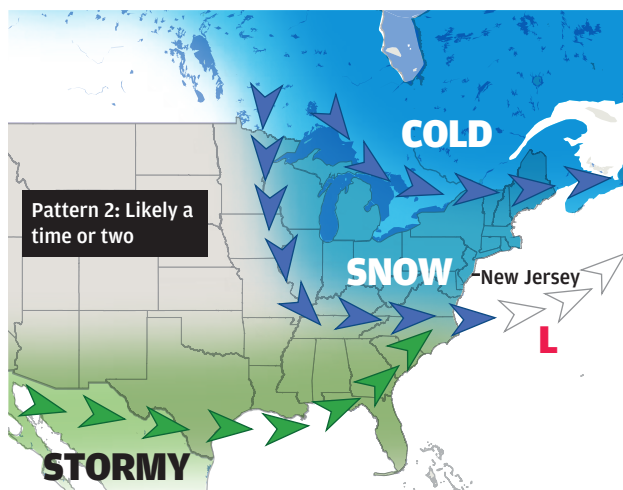 COLD
Pattern 2: Likely a
time or two
SNOW
New Jersey
L
STORMY